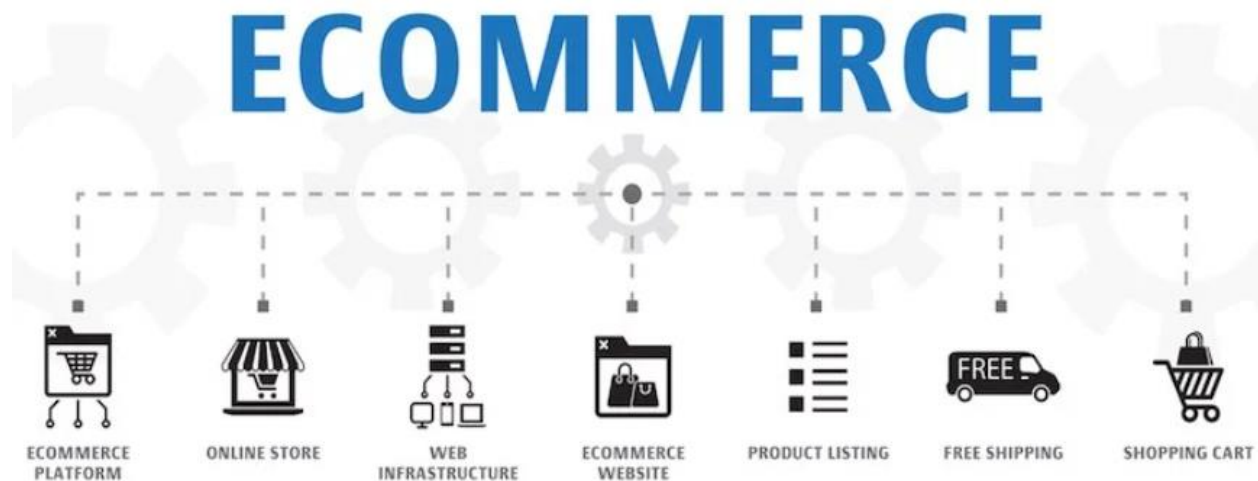 ECOMMERCE
ECOMMERCE
PLATFORM
ONLINE STORE
WEB
INFRASTRUCTURE
ECOMMERCE
WEBSITE
PRODUCT LISTING
FREE
FREE SHIPPING
SHOPPING CART